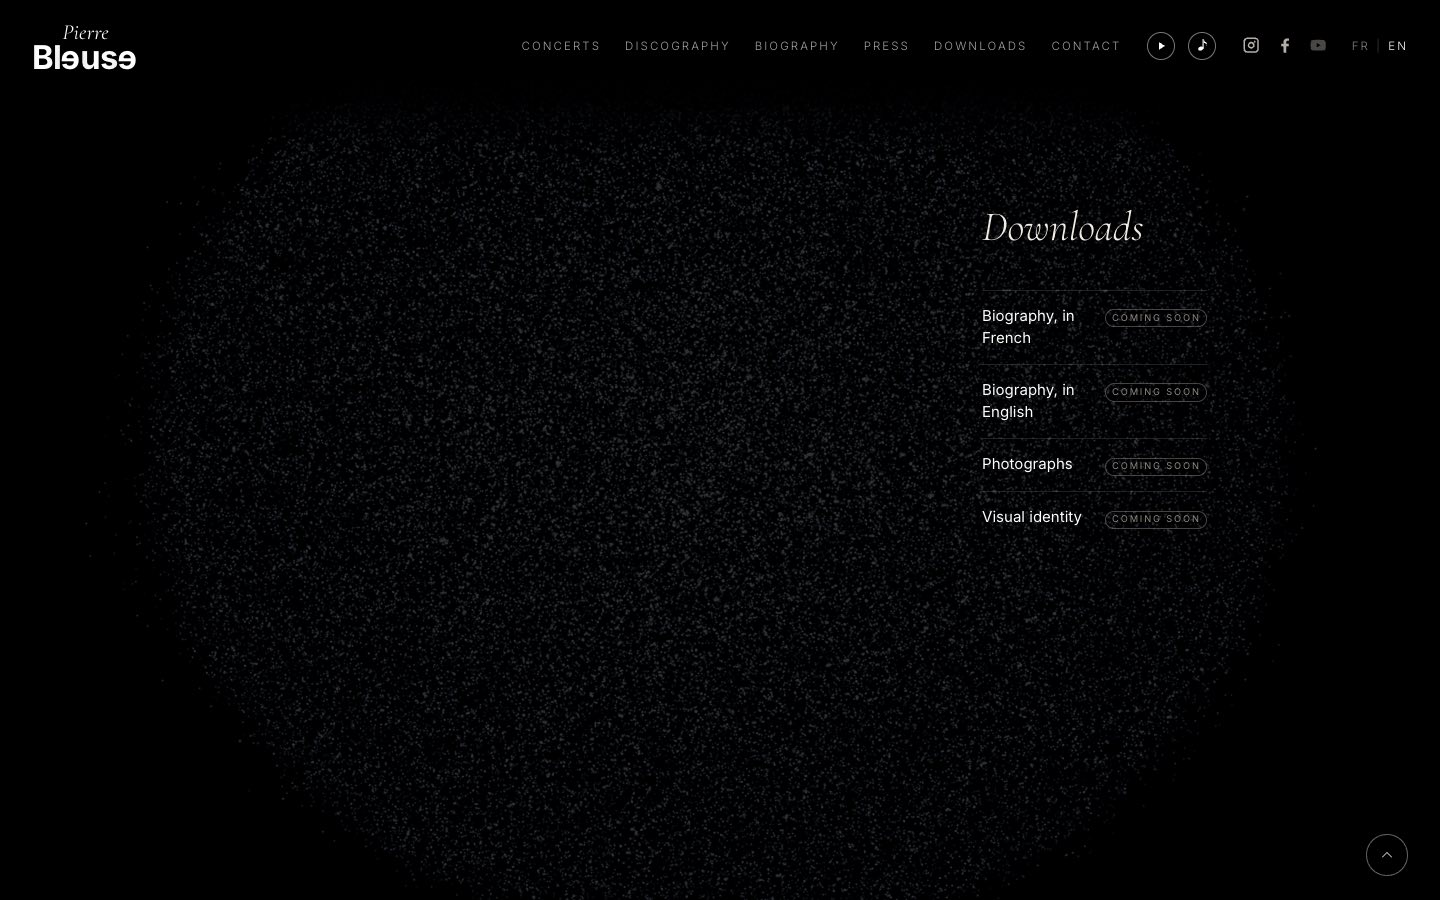 Pierre
Bləusɘ
CONCERTS DISCOGRAPHY BIOGRAPHY PRESS DOWNLOADS CONTACT FR EN
Downloads
Biography, in French COMING SOON
Biography, in English COMING SOON
Photographs COMING SOON
Visual identity COMING SOON